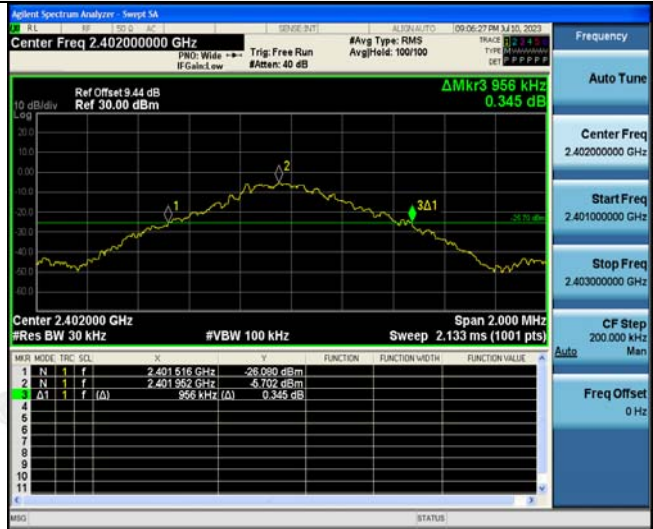 Agilent Spectrum Analyzer - Swept SA
RL RF 50 Ω AC SENSE:INT ALIGN AUTO 09:06:27 PM Jul 10, 2023
Center Freq 2.402000000 GHz
PNO: Wide
IFGain:Low
Trig: Free Run
#Atten: 40 dB
#Avg Type: RMS
Avg|Hold: 100/100
TRACE 1 2 3 4 5 6
TYPE M
DET P P P P P P
Ref Offset 9.44 dB
10 dB/div Ref 30.00 dBm
Log
ΔMkr3 956 kHz
0.345 dB
20.0
10.0
0.00
-10.0
-20.0
-30.0
-40.0
-50.0
-60.0
1
2
3Δ1
-25.70 dBm
Center 2.402000 GHz Span 2.000 MHz
#Res BW 30 kHz #VBW 100 kHz Sweep 2.133 ms (1001 pts)
MKR MODE TRC SCL X Y FUNCTION FUNCTION WIDTH FUNCTION VALUE
1 N 1 f 2.401 516 GHz -26.080 dBm
2 N 1 f 2.401 952 GHz -5.702 dBm
3 Δ1 1 f (Δ) 956 kHz (Δ) 0.345 dB
4
5
6
7
8
9
10
11
MSG STATUS
Frequency
Auto Tune
Center Freq
2.402000000 GHz
Start Freq
2.401000000 GHz
Stop Freq
2.403000000 GHz
CF Step
200.000 kHz
Auto Man
Freq Offset
0 Hz